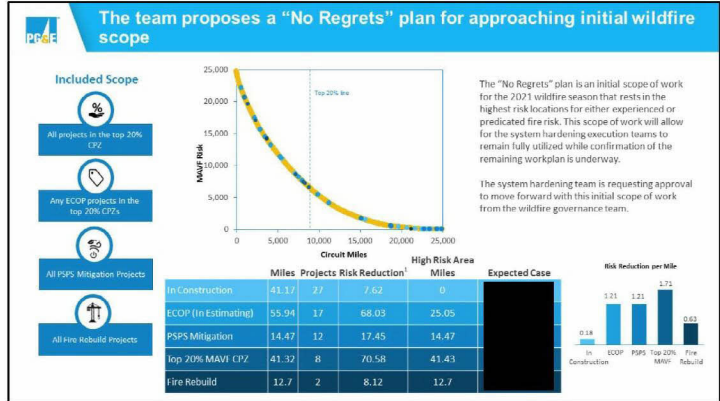 PG&E
The team proposes a “No Regrets” plan for approaching initial wildfire
scope
Included Scope
%
All projects in the top 20%
CPZ
Any ECOP projects in the
top 20% CPZs
All PSPS Mitigation Projects
All Fire Rebuild Projects
25,000
20,000
15,000
10,000
5,000
0
MAVF Risk
Top 20% line
0 5,000 10,000 15,000 20,000 25,000
Circuit Miles
The “No Regrets” plan is an initial scope of work
for the 2021 wildfire season that rests in the
highest risk locations for either experienced or
predicated fire risk. This scope of work will allow
for the system hardening execution teams to
remain fully utilized while confirmation of the
remaining workplan is underway.
The system hardening team is requesting approval
to move forward with this initial scope of work
from the wildfire governance team.
Miles Projects Risk Reduction¹ High Risk Area Miles Expected Case
In Construction 41.17 27 7.62 0
ECOP (In Estimating) 55.94 17 68.03 25.05
PSPS Mitigation 14.47 12 17.45 14.47
Top 20% MAVF CPZ 41.32 8 70.58 41.43
Fire Rebuild 12.7 2 8.12 12.7
Risk Reduction per Mile
0.18 1.21 1.21 1.71 0.63
In Construction ECOP PSPS Top 20% MAVF Fire Rebuild